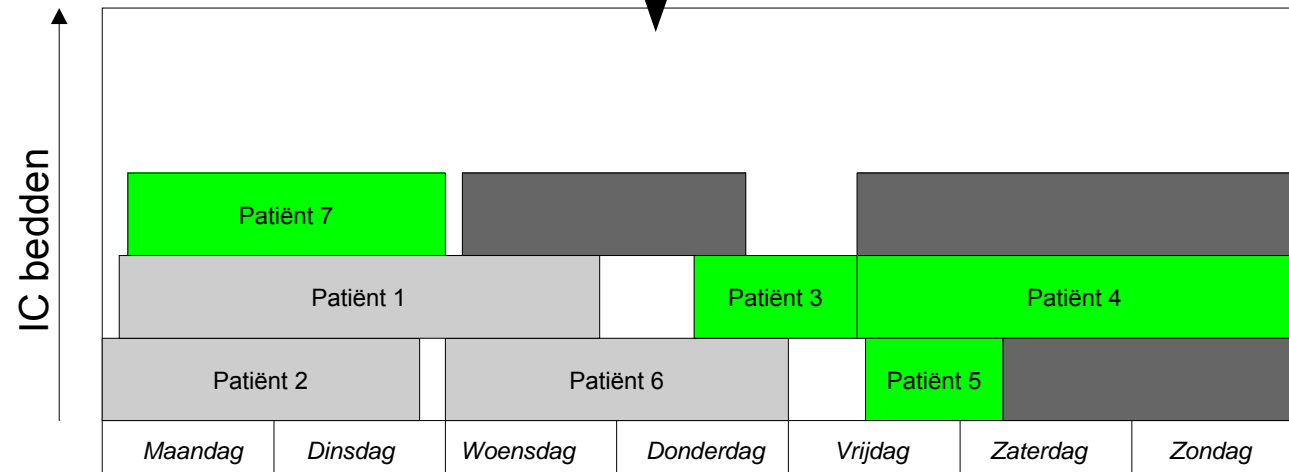 IC bedden
Patiënt 7
Patiënt 1
Patiënt 3
Patiënt 4
Patiënt 2
Patiënt 6
Patiënt 5
Maandag
Dinsdag
Woensdag
Donderdag
Vrijdag
Zaterdag
Zondag